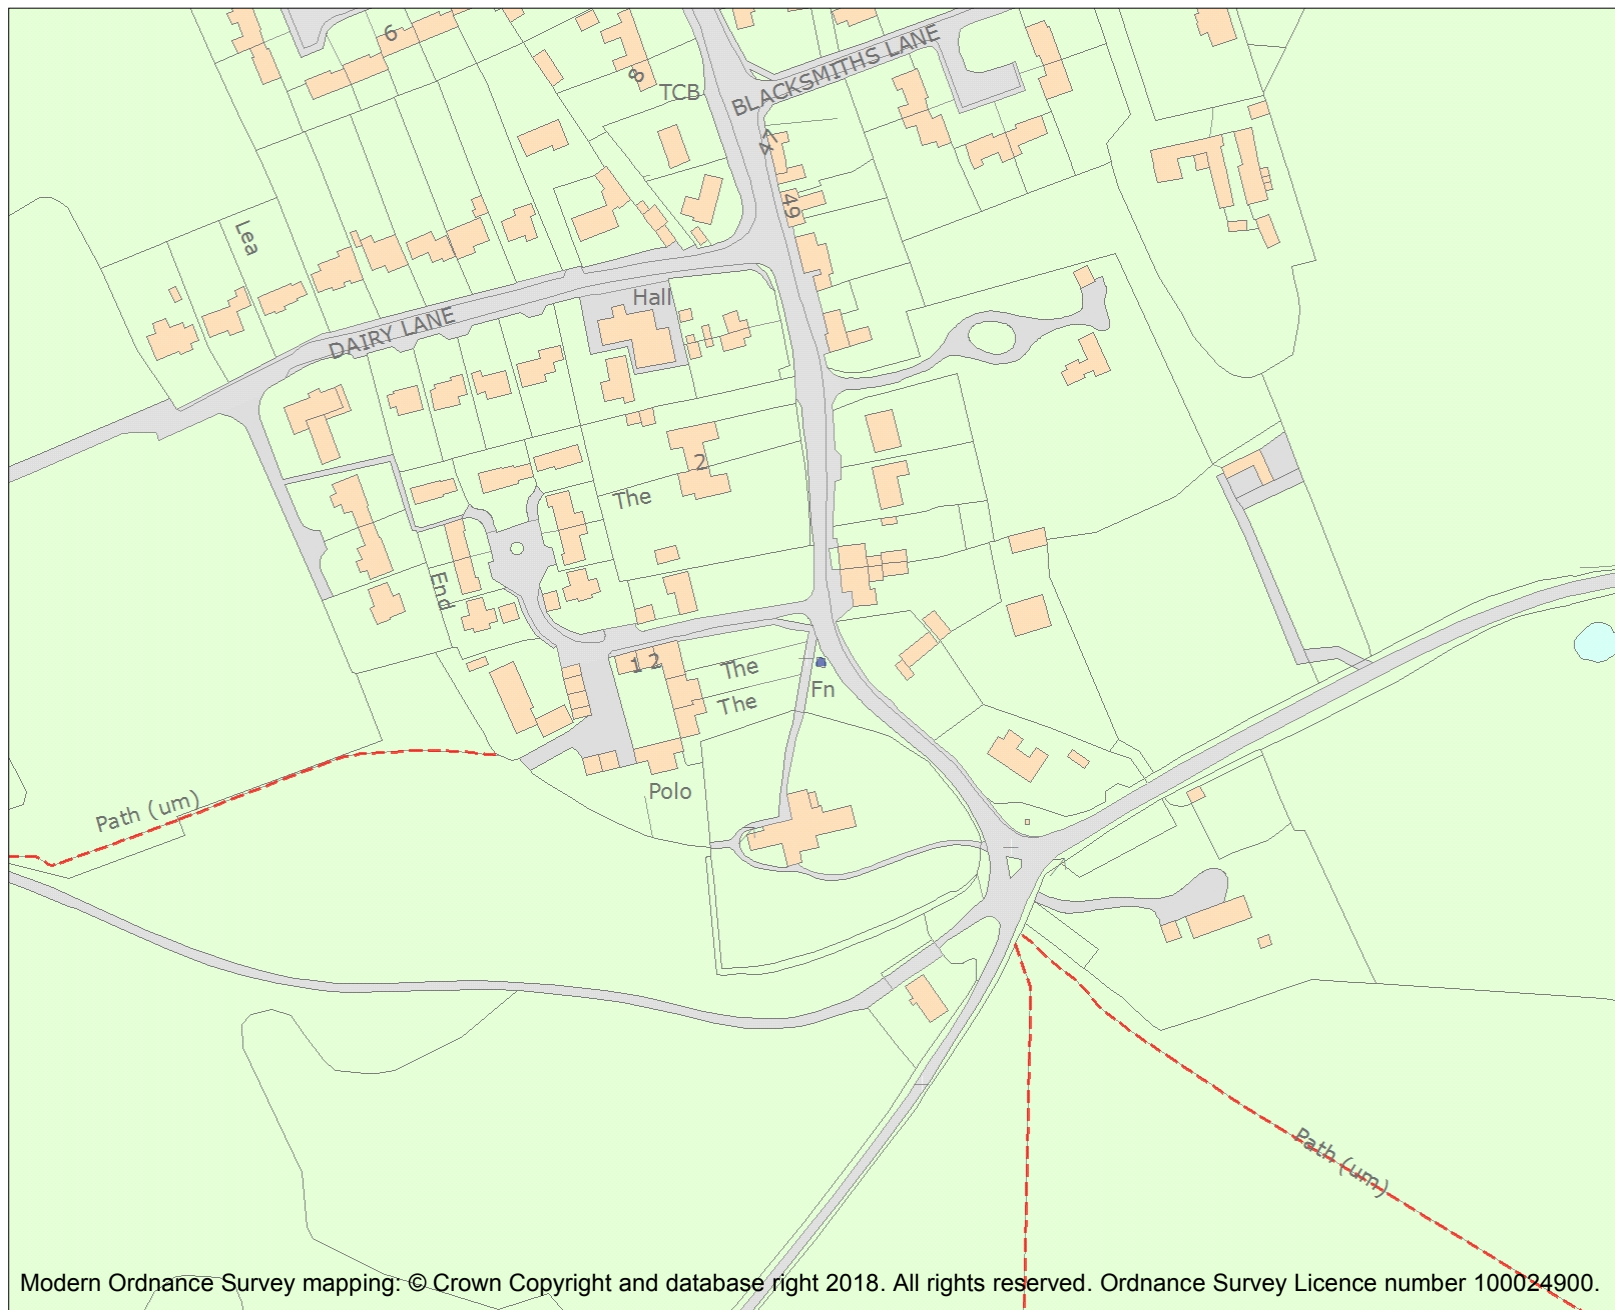 6
8
TCB
BLACKSMITHS LANE
47
49
Lea
Hall
DAIRY LANE
2
The
End
1 2
The
The
Fn
Polo
Path (um)
Path (um)
Modern Ordnance Survey mapping: © Crown Copyright and database right 2018. All rights reserved. Ordnance Survey Licence number 100024900.